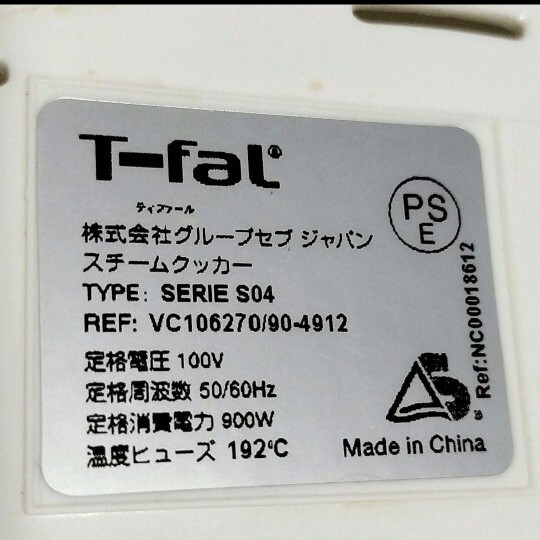 T-fal®
ティファール
株式会社グループセブ ジャパン
スチームクッカー
TYPE: SERIE S04
REF: VC106270/90-4912
定格電圧 100V
定格周波数 50/60Hz
定格消費電力 900W
温度ヒューズ 192℃
PS
E
Ref:NC00018612
Made in China